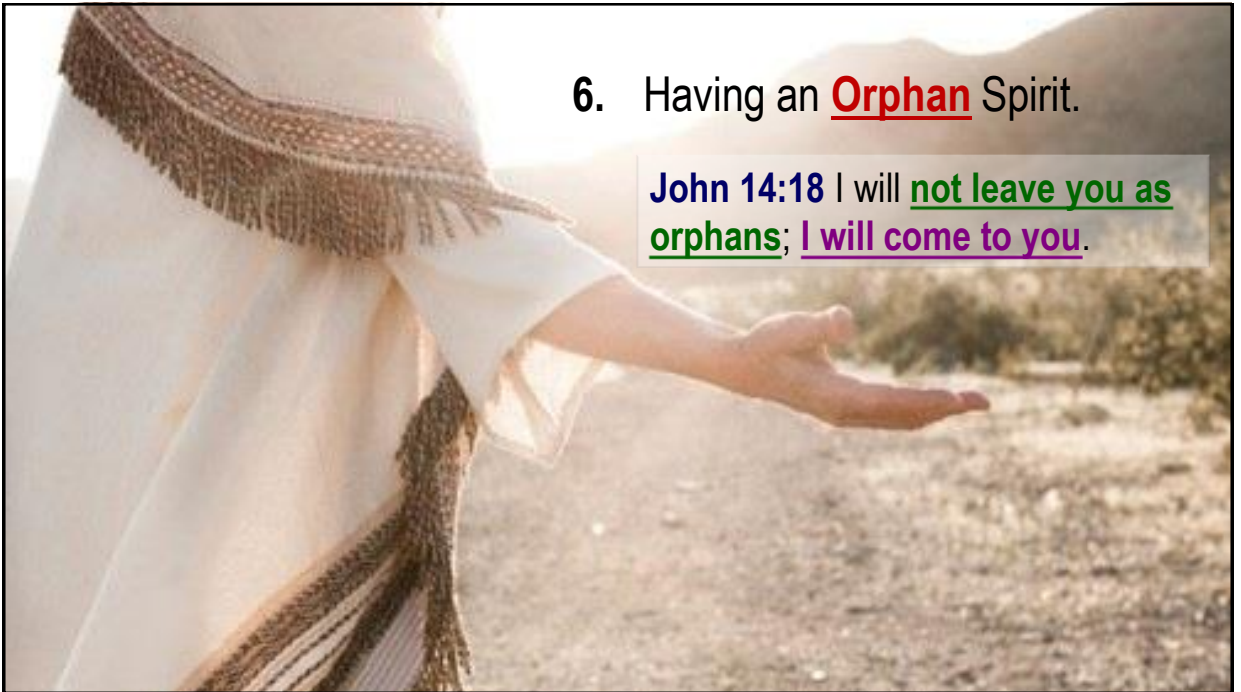 6. Having an Orphan Spirit.
John 14:18 I will not leave you as
orphans; I will come to you.